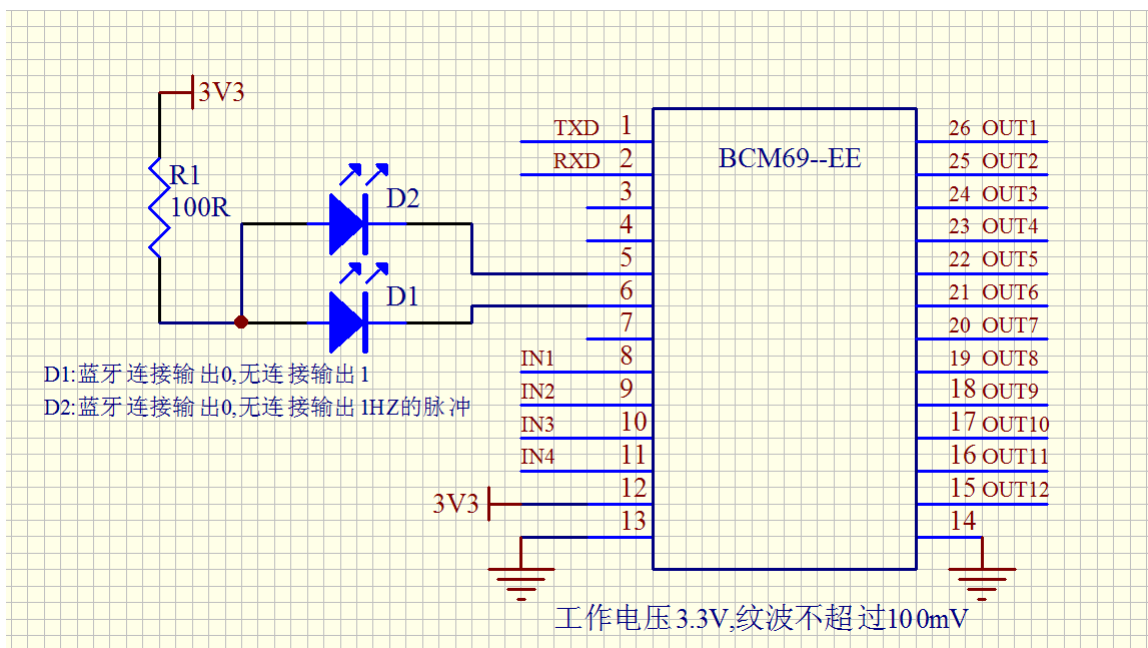 3V3
R1
100R
D2
D1
D1:蓝牙连接输出0,无连接输出1
D2:蓝牙连接输出0,无连接输出1HZ的脉冲
BCM69--EE
TXD 1
RXD 2
3
4
5
6
7
IN1 8
IN2 9
IN3 10
IN4 11
3V3 12
13
26 OUT1
25 OUT2
24 OUT3
23 OUT4
22 OUT5
21 OUT6
20 OUT7
19 OUT8
18 OUT9
17 OUT10
16 OUT11
15 OUT12
14
工作电压3.3V,纹波不超过100mV